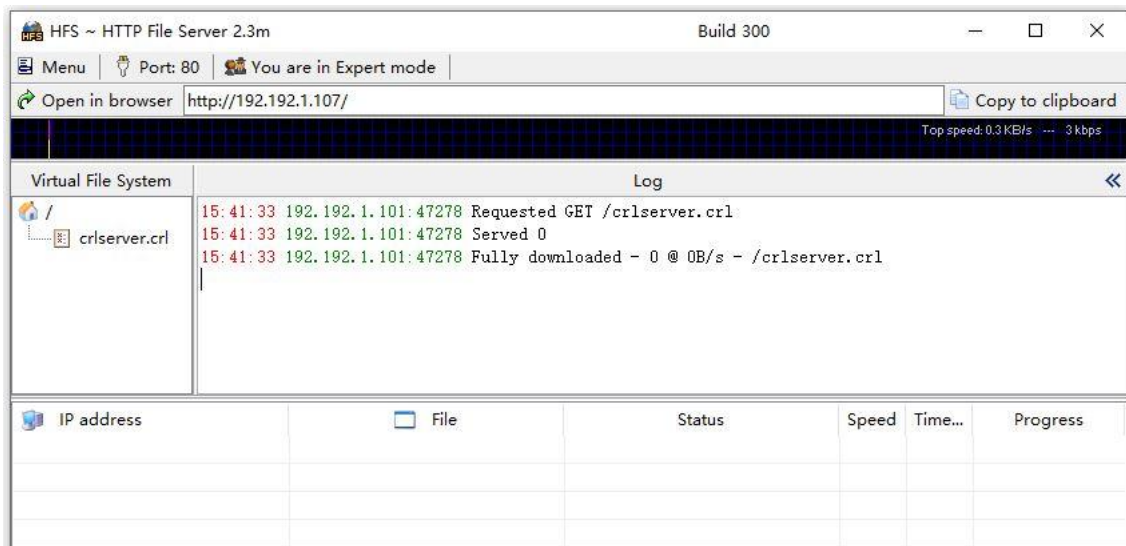 HFS ~ HTTP File Server 2.3m Build 300
Menu Port: 80 You are in Expert mode
Open in browser http://192.192.1.107/ Copy to clipboard
Top speed: 0.3 KB/s --- 3 kbps
Virtual File System Log
/
crlserver.crl
15:41:33 192.192.1.101:47278 Requested GET /crlserver.crl
15:41:33 192.192.1.101:47278 Served 0
15:41:33 192.192.1.101:47278 Fully downloaded - 0 @ 0B/s - /crlserver.crl
IP address File Status Speed Time... Progress